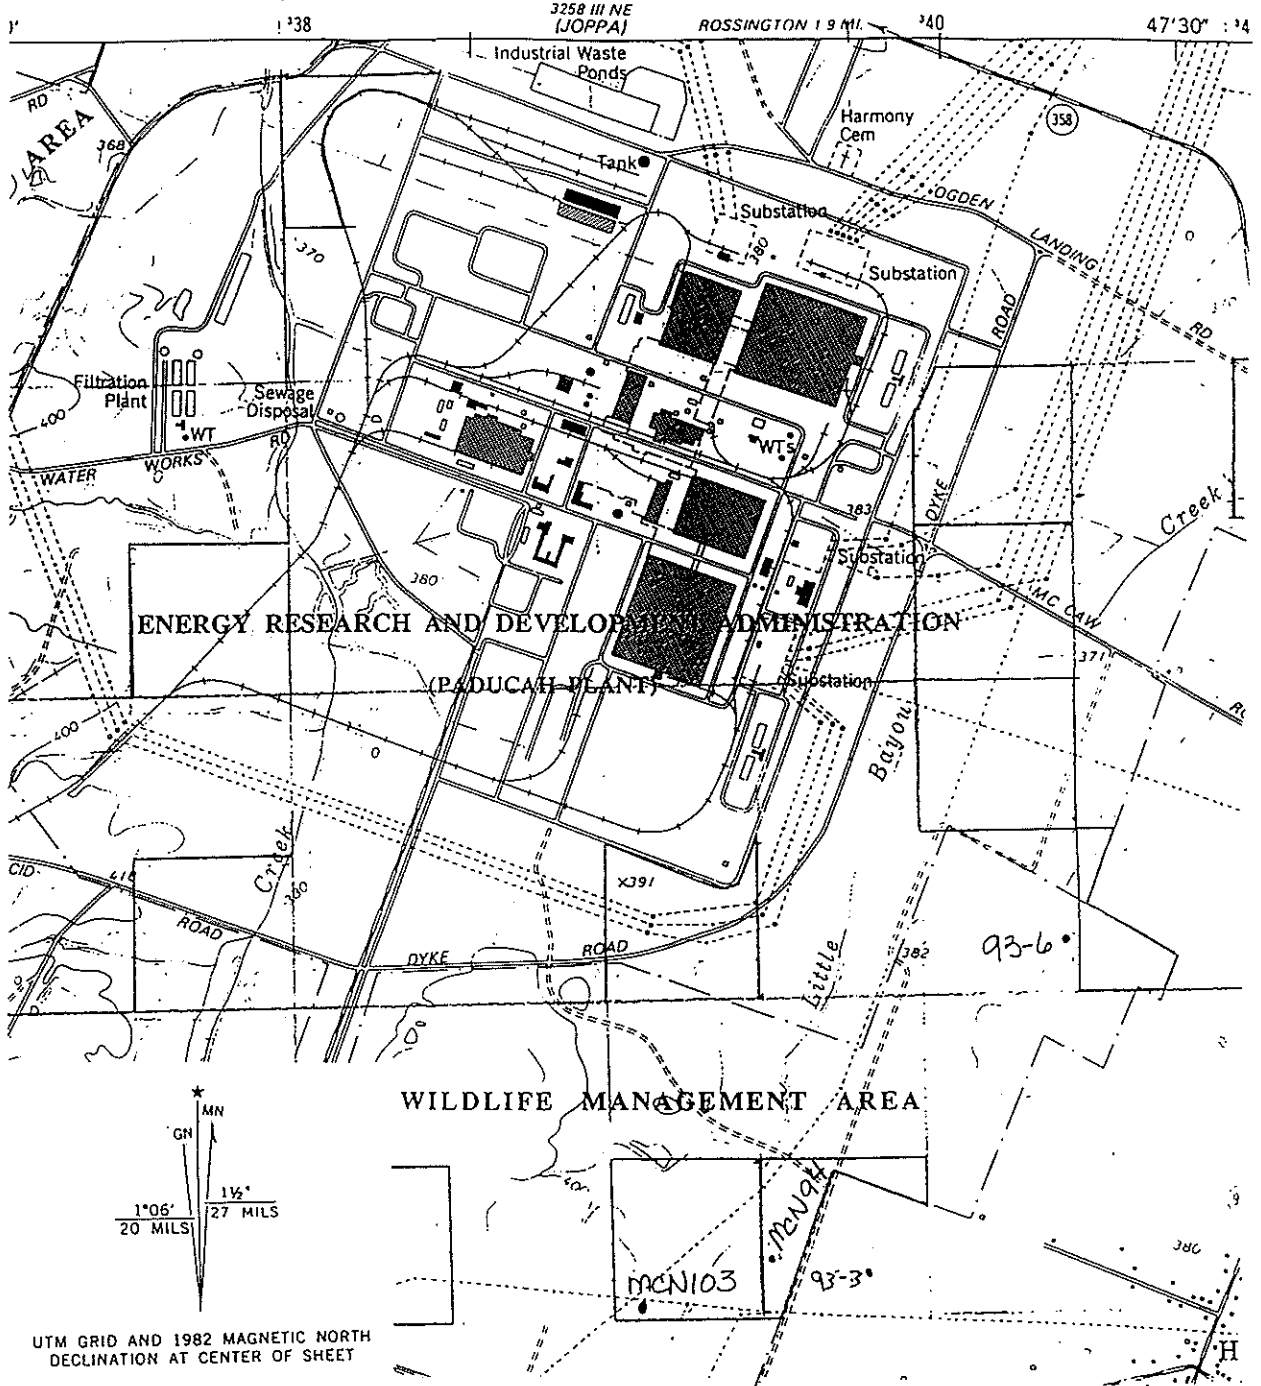 3258 III NE
(JOPPA)
ROSSINGTON 1.9 MI.
³38
³40
47'30"
³4
Industrial Waste
Ponds
RD
AREA
368
Harmony
Cem
358
Tank
OGDEN
LANDING
RD
Substation
380
Substation
370
ROAD
Filtration
Plant
Sewage
Disposal
400
WT
RD
WATER
WORKS
WTs
DYKE
Creek
383
Substation
380
MC CAW
ENERGY RESEARCH AND DEVELOPMENT ADMINISTRATION
371
(PADUCAH PLANT)
Substation
400
Bayou
Creek
CID
418
380
ROAD
X391
DYKE
ROAD
Little
382
93-6
WILDLIFE MANAGEMENT AREA
MN
GN
1°06'
20 MILS
1½°
27 MILS
400
MCN94
MCN103
93-3
380
UTM GRID AND 1982 MAGNETIC NORTH
DECLINATION AT CENTER OF SHEET
H